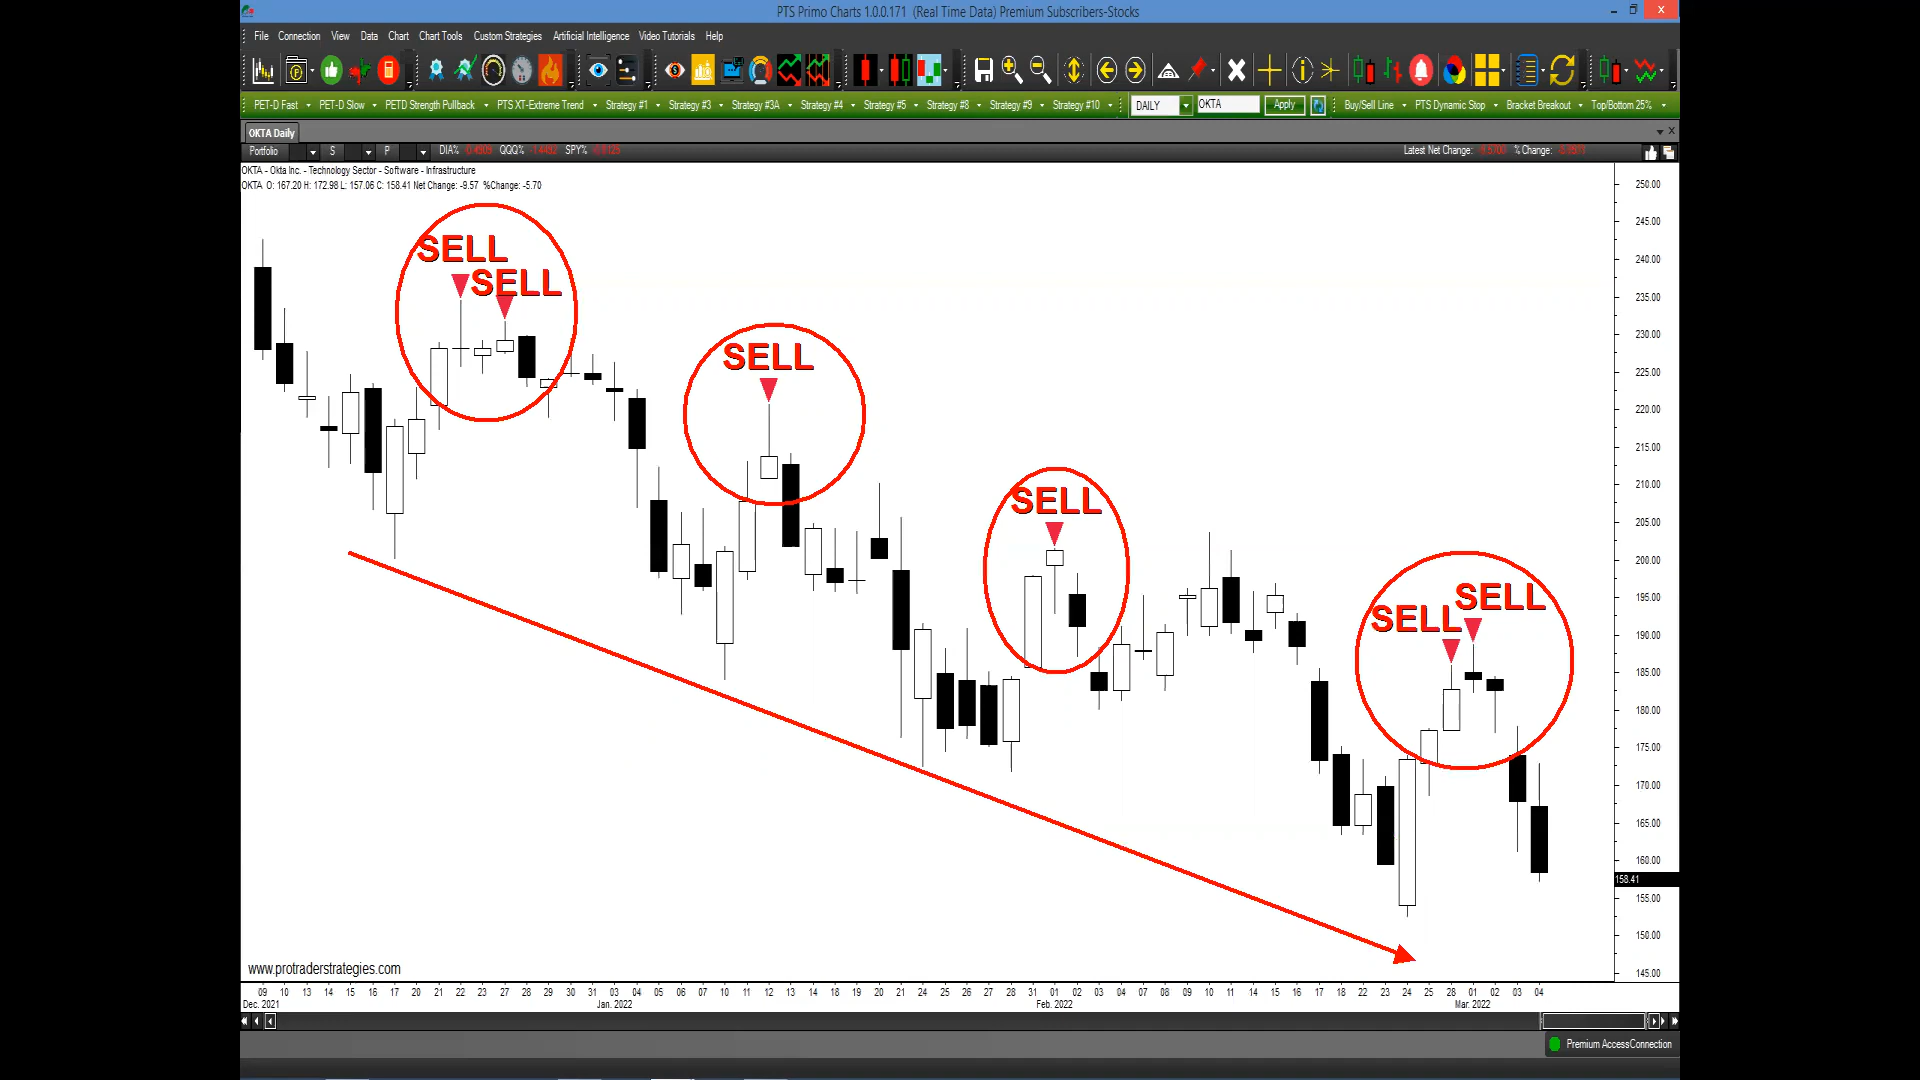 PTS Primo Charts 1.0.0.171 (Real Time Data) Premium Subscribers-Stocks
File Connection View Data Chart Chart Tools Custom Strategies Artificial Intelligence Video Tutorials Help
PET-D Fast PET-D Slow PETD Strength Pullback PTS XT-Extreme Trend Strategy #1 Strategy #3 Strategy #3A Strategy #4 Strategy #5 Strategy #8 Strategy #9 Strategy #10 DAILY OKTA Apply Buy/Sell Line PTS Dynamic Stop Bracket Breakout Top/Bottom 25%
OKTA Daily
Portfolio S P DIA% QQQ% SPY% Latest Net Change: % Change:
OKTA - Okta Inc. - Technology Sector - Software - Infrastructure
OKTA O: 167.20 H: 172.98 L: 157.06 C: 158.41 Net Change: -9.57 %Change: -5.70
SELL
SELL
SELL
SELL
SELL
SELL
250.00
245.00
240.00
235.00
230.00
225.00
220.00
215.00
210.00
205.00
200.00
195.00
190.00
185.00
180.00
175.00
170.00
165.00
160.00
158.41
155.00
150.00
145.00
www.protraderstrategies.com
09 10 13 14 15 16 17 20 21 22 23 27 28 29 30 31 03 04 05 06 07 10 11 12 13 14 18 19 20 21 24 25 26 27 28 31 01 02 03 04 07 08 09 10 11 14 15 16 17 18 22 23 24 25 28 01 02 03 04
Dec. 2021 Jan. 2022 Feb. 2022 Mar. 2022
Premium AccessConnection